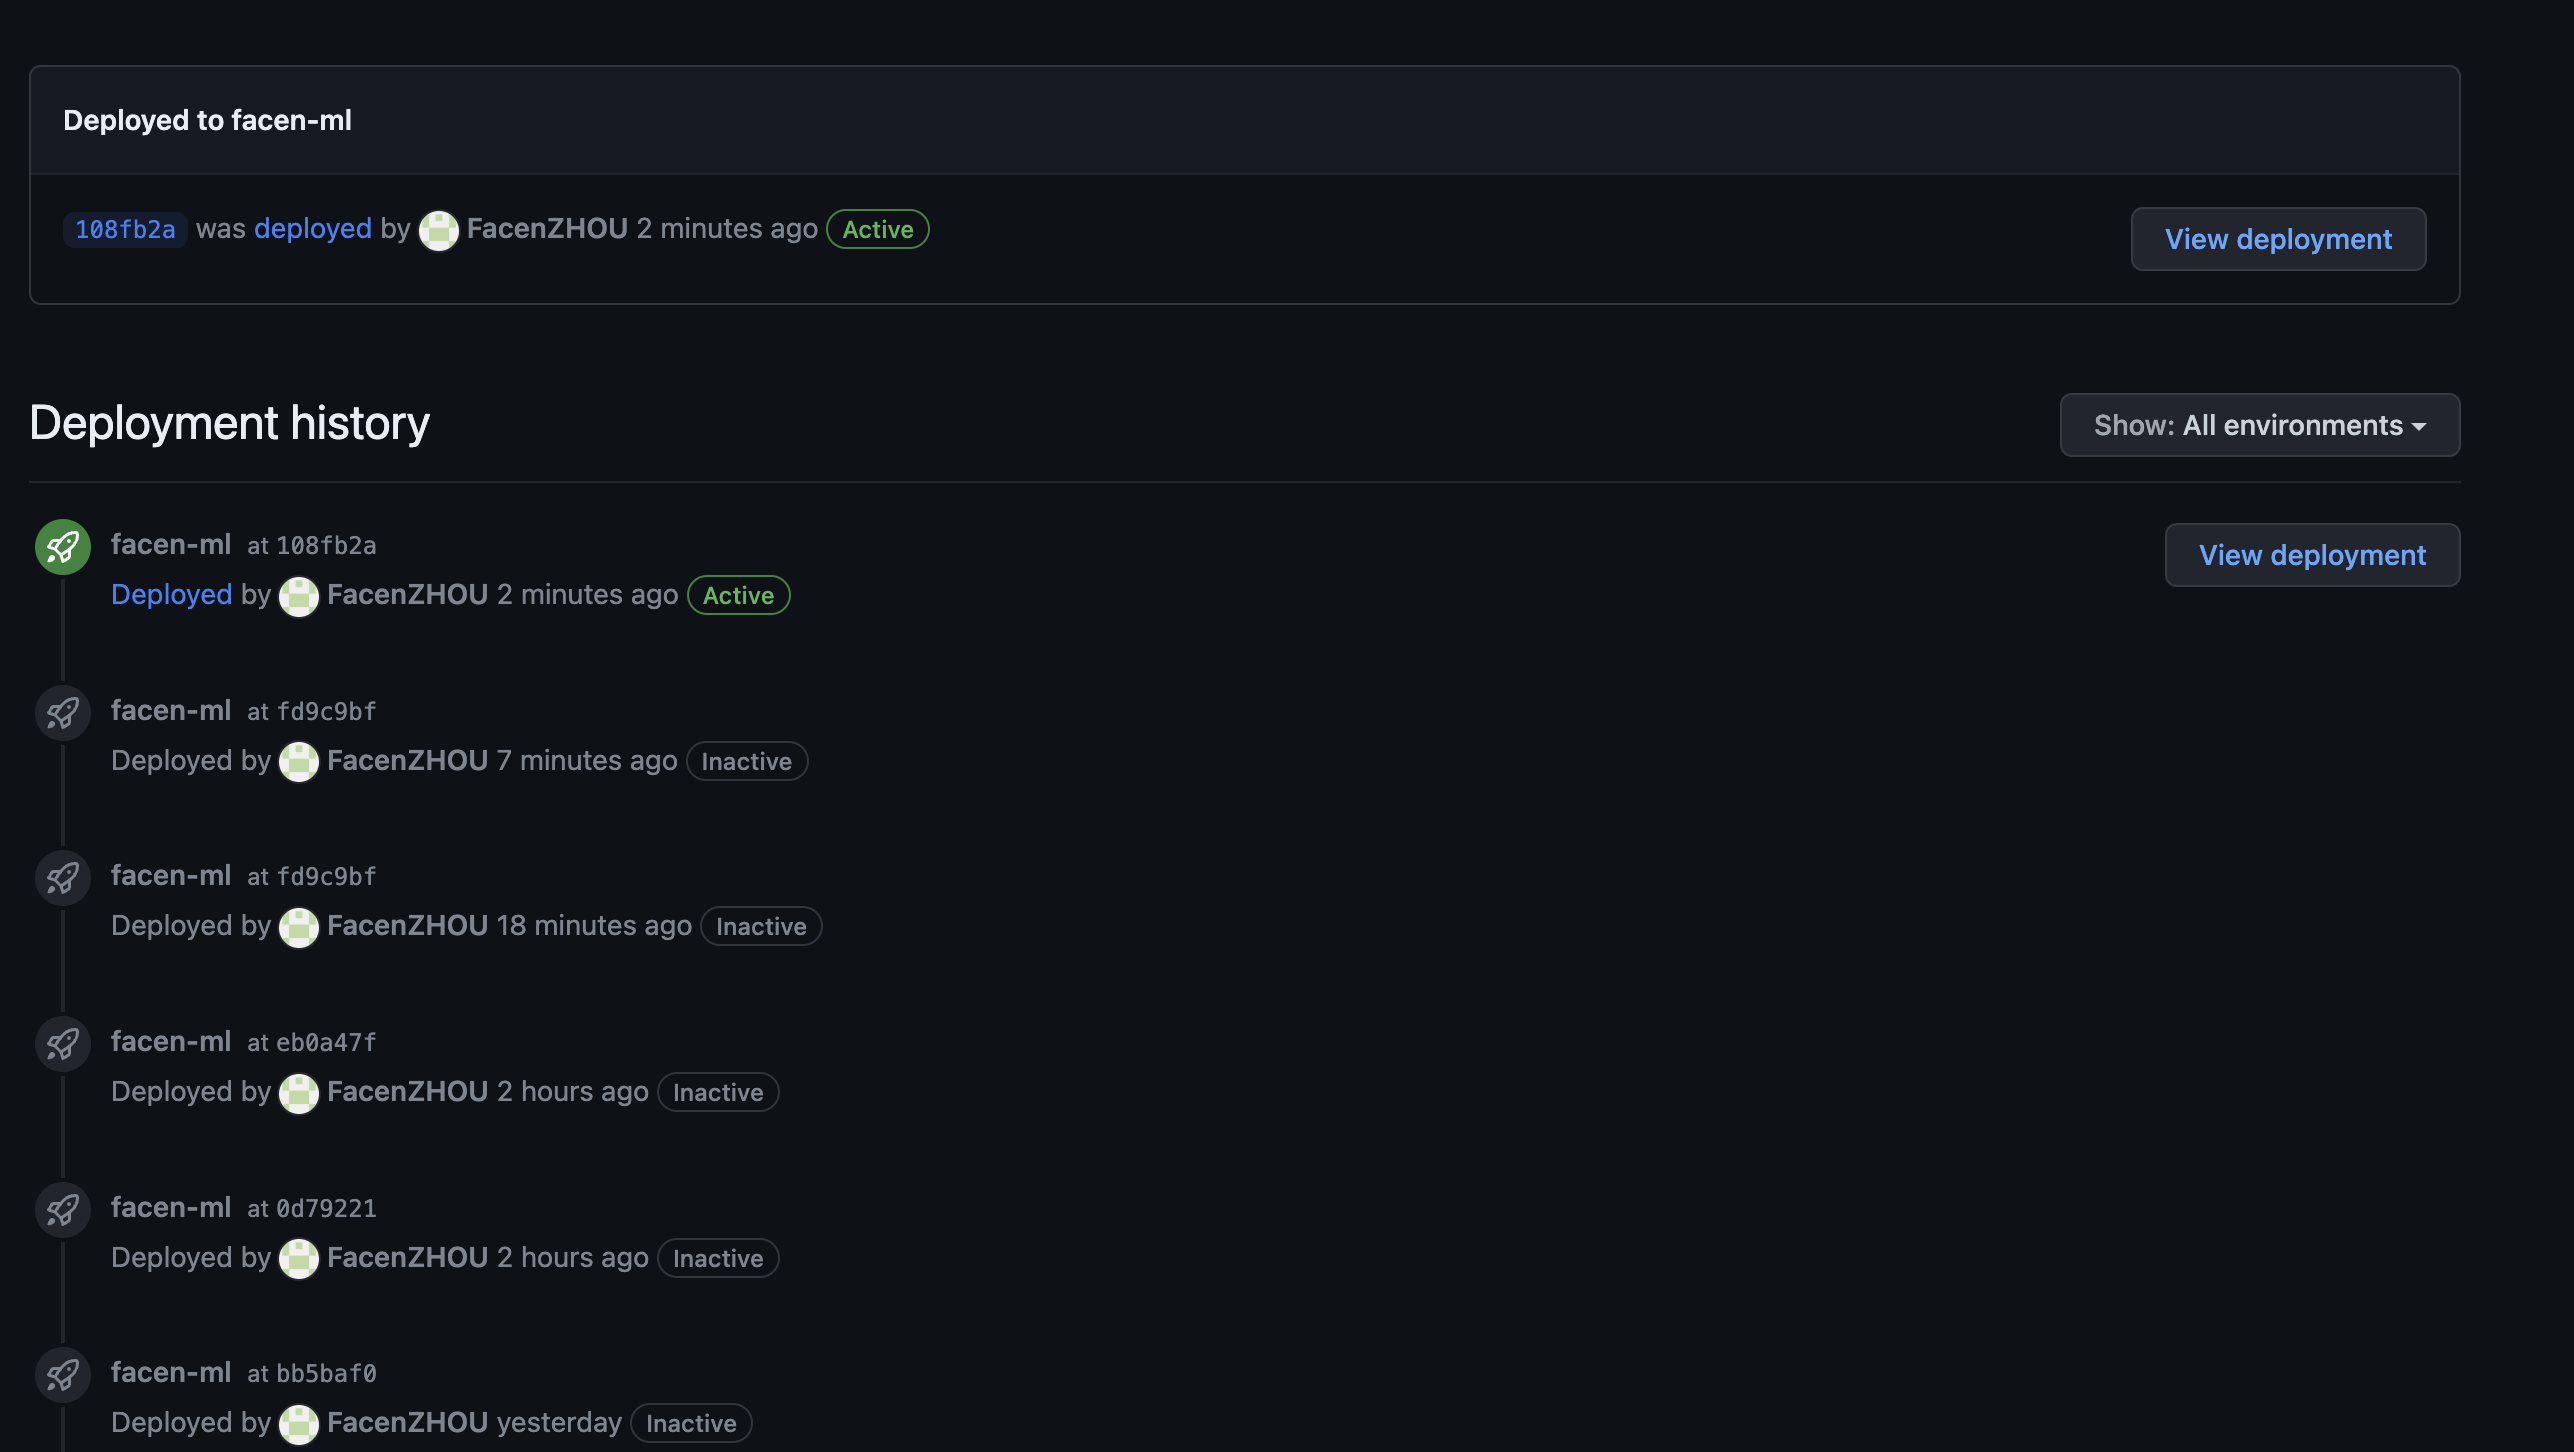 Deployed to facen-ml
108fb2a was deployed by FacenZHOU 2 minutes ago Active
View deployment
Deployment history
Show: All environments
facen-ml at 108fb2a
View deployment
Deployed by FacenZHOU 2 minutes ago Active
facen-ml at fd9c9bf
Deployed by FacenZHOU 7 minutes ago Inactive
facen-ml at fd9c9bf
Deployed by FacenZHOU 18 minutes ago Inactive
facen-ml at eb0a47f
Deployed by FacenZHOU 2 hours ago Inactive
facen-ml at 0d79221
Deployed by FacenZHOU 2 hours ago Inactive
facen-ml at bb5baf0
Deployed by FacenZHOU yesterday Inactive